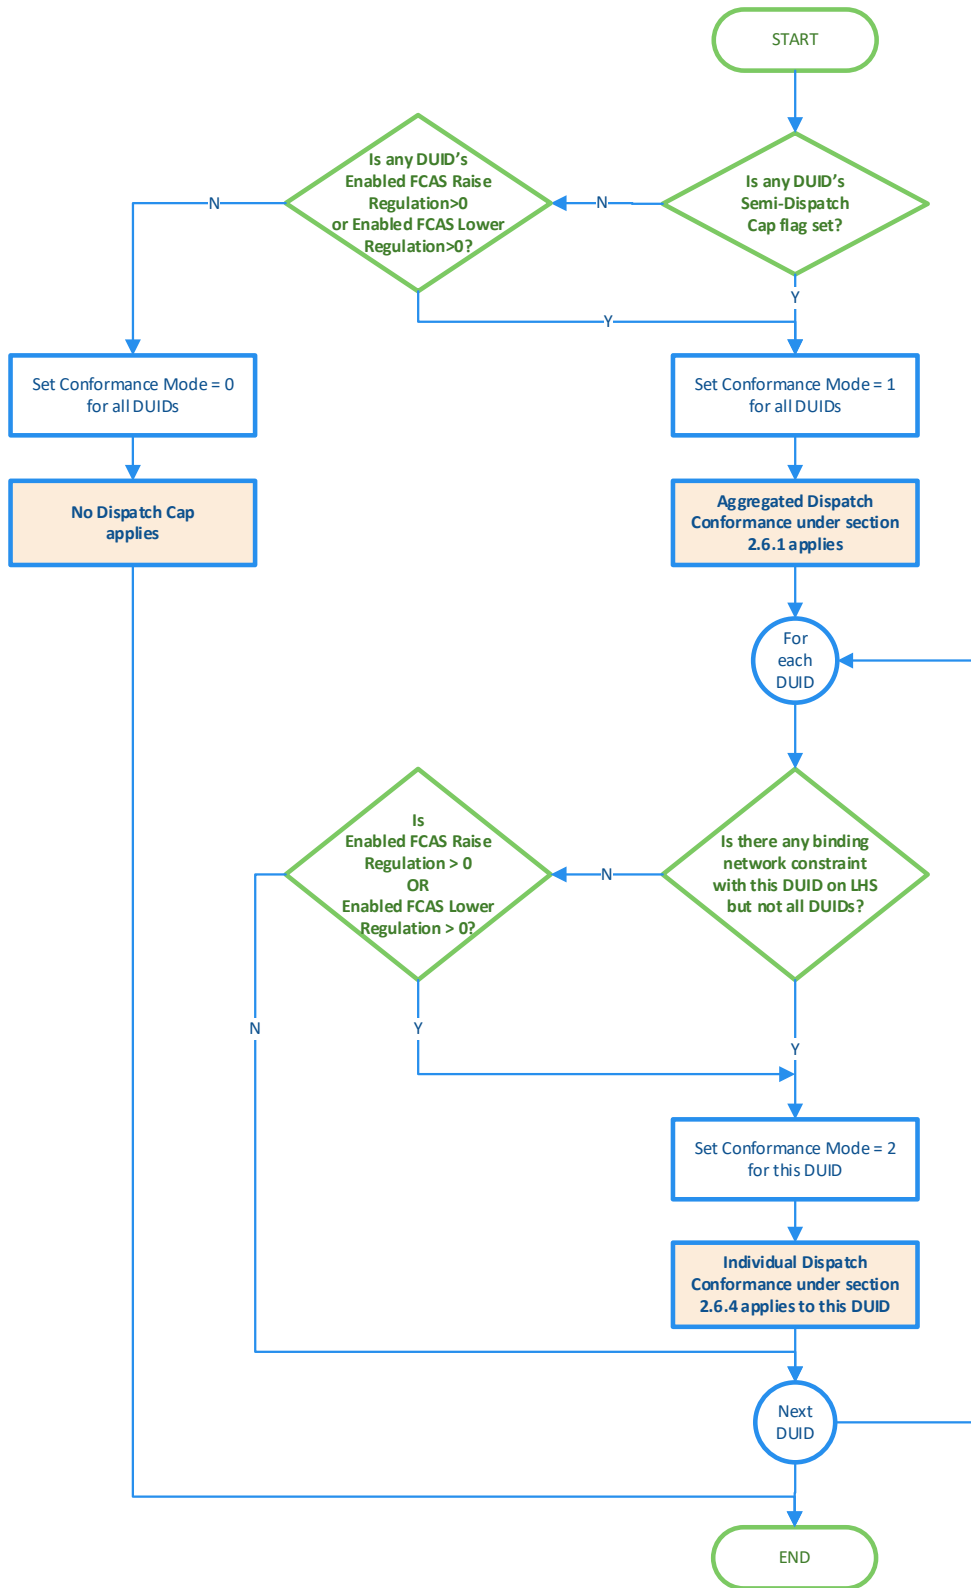 START
Is any DUID's
Semi-Dispatch
Cap flag set?
N
Y
Is any DUID's
Enabled FCAS Raise
Regulation>0
or Enabled FCAS Lower
Regulation>0?
N
Y
Set Conformance Mode = 0
for all DUIDs
No Dispatch Cap
applies
Set Conformance Mode = 1
for all DUIDs
Aggregated Dispatch
Conformance under section
2.6.1 applies
For
each
DUID
Is there any binding
network constraint
with this DUID on LHS
but not all DUIDs?
N
Y
Is
Enabled FCAS Raise
Regulation > 0
OR
Enabled FCAS Lower
Regulation > 0?
N
Y
Set Conformance Mode = 2
for this DUID
Individual Dispatch
Conformance under section
2.6.4 applies to this DUID
Next
DUID
END